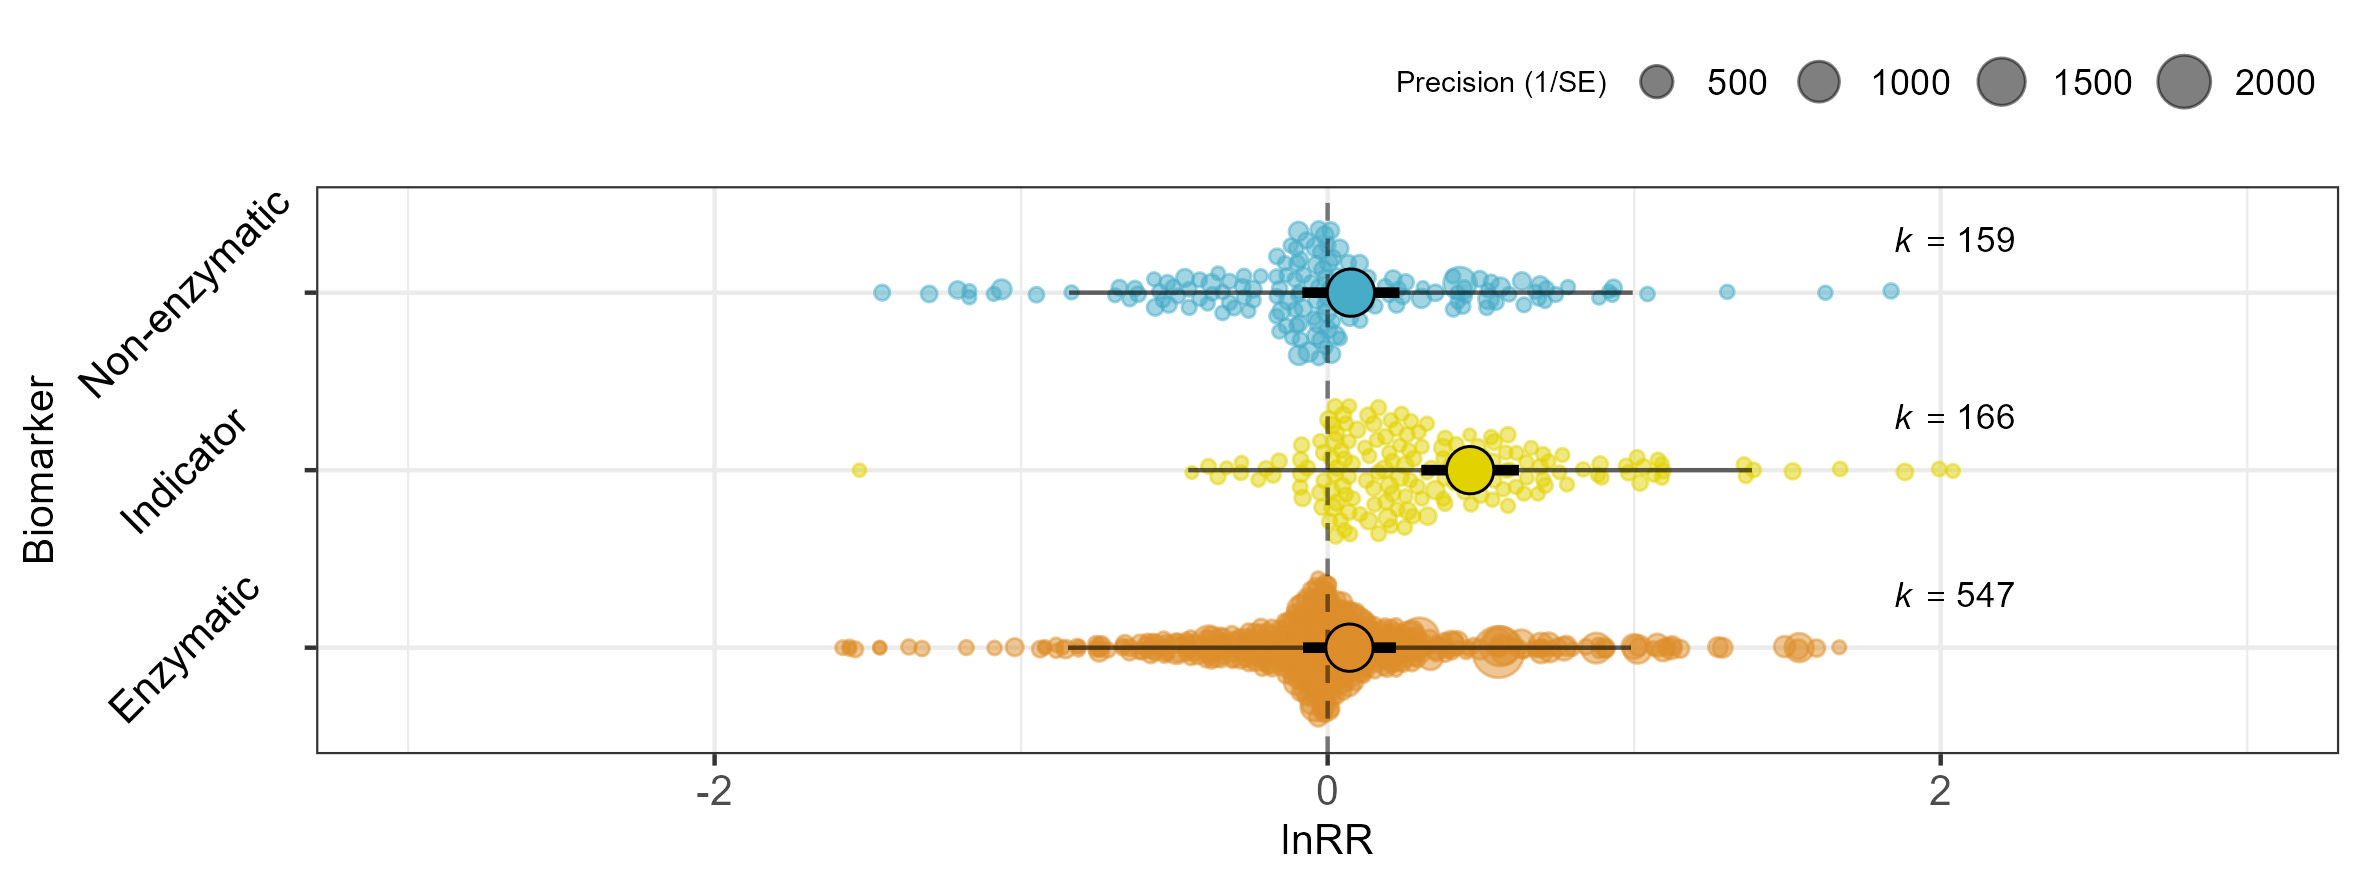 Precision (1/SE) 500 1000 1500 2000
Non-enzymatic
k = 159
Biomarker
Indicator
k = 166
Enzymatic
k = 547
-2 0 2
lnRR